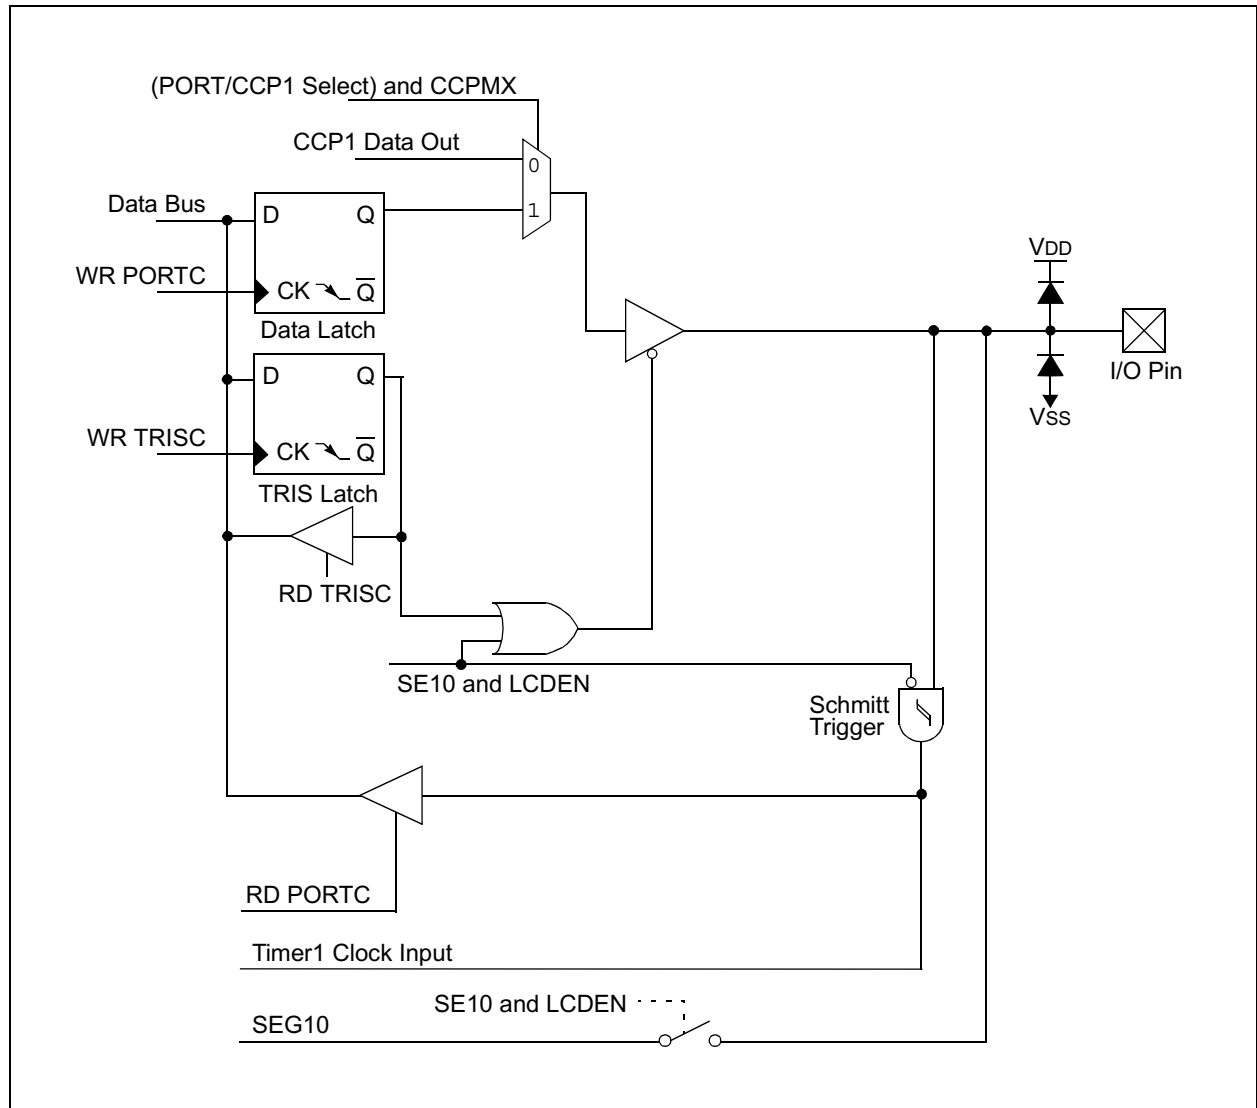 (PORT/CCP1 Select) and CCPMX
CCP1 Data Out
0
Data Bus
D
Q
1
VDD
WR PORTC
CK
Q
Data Latch
I/O Pin
D
Q
VSS
WR TRISC
CK
Q
TRIS Latch
RD TRISC
SE10 and LCDEN
Schmitt
Trigger
RD PORTC
Timer1 Clock Input
SE10 and LCDEN
SEG10